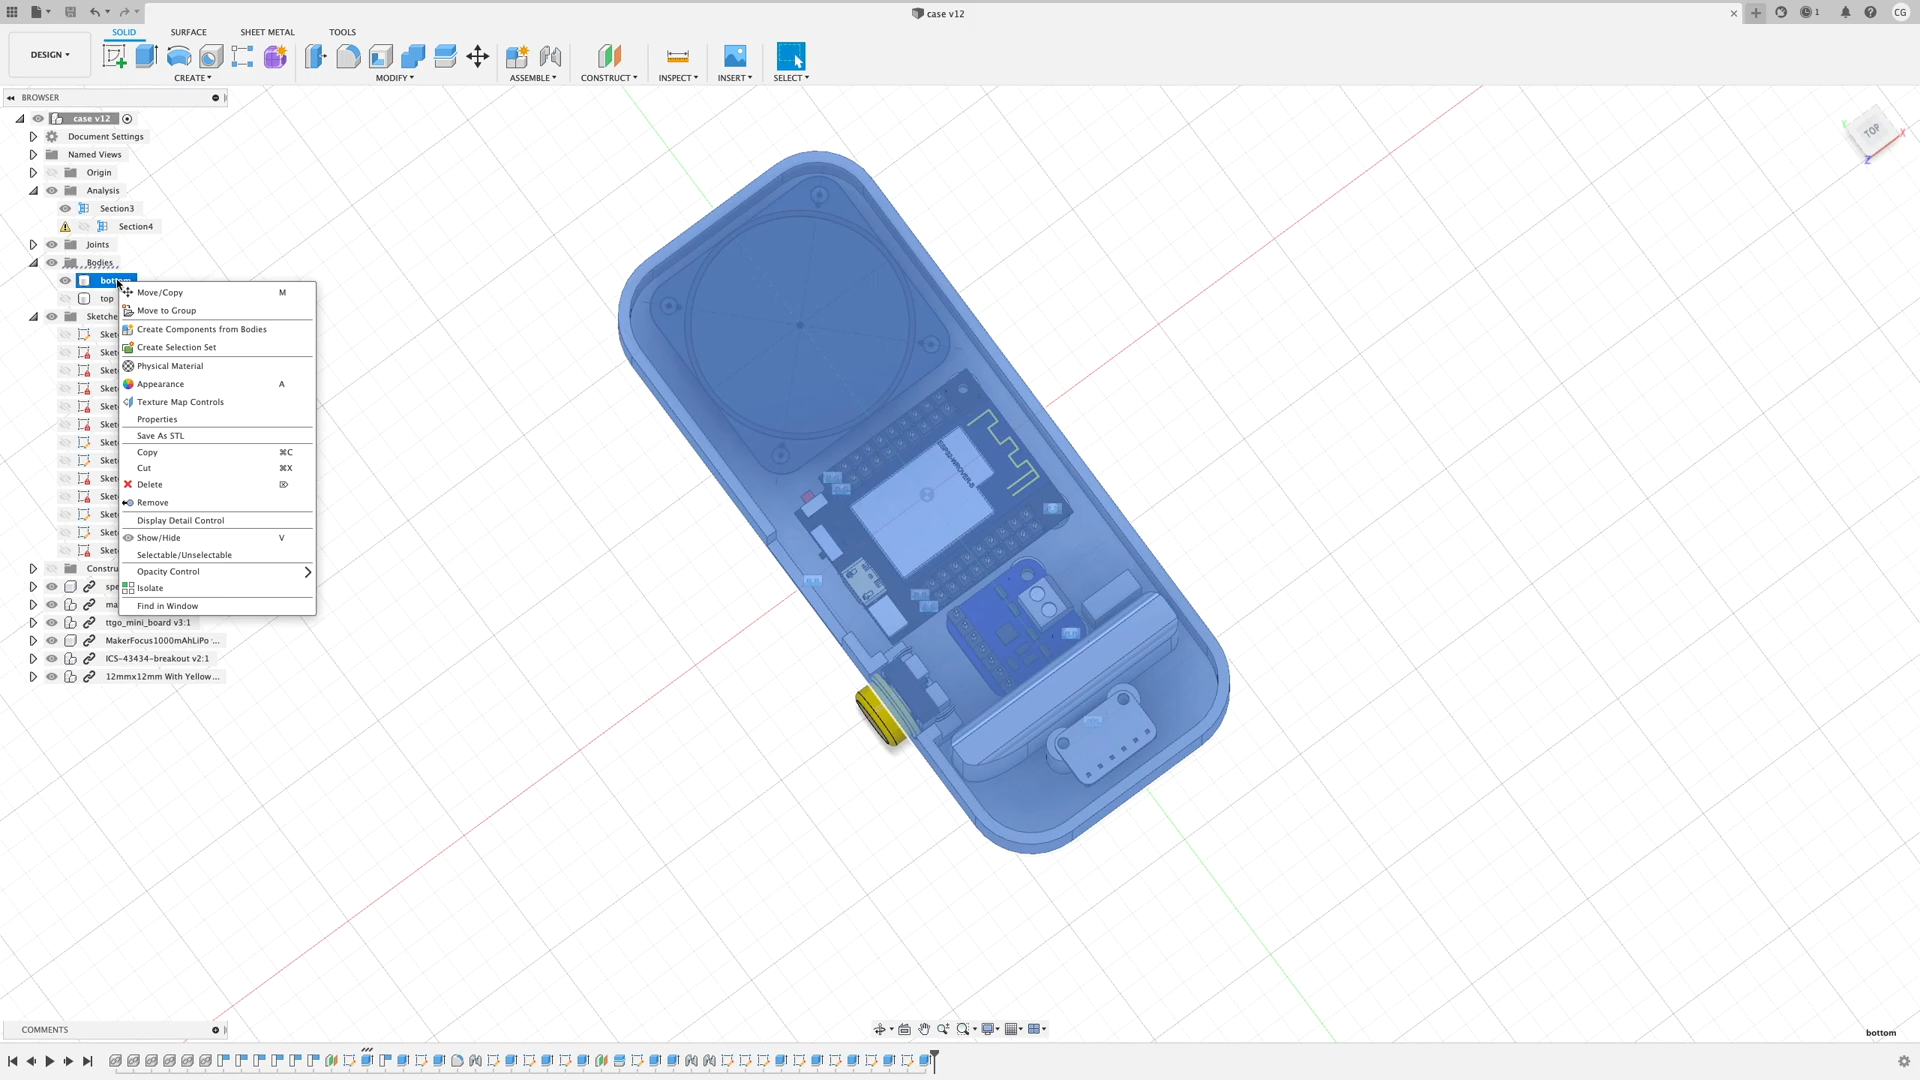 case v12
1
CG
DESIGN
SOLID
SURFACE
SHEET METAL
TOOLS
CREATE
MODIFY
ASSEMBLE
CONSTRUCT
INSPECT
INSERT
SELECT
BROWSER
case v12
Document Settings
Named Views
Origin
Analysis
Section3
Section4
Joints
Bodies
top
Move/Copy M
Move to Group
Create Components from Bodies
Create Selection Set
Physical Material
Appearance A
Texture Map Controls
Properties
Save As STL
Copy ⌘C
Cut ⌘X
Delete ⌦
Remove
Display Detail Control
Show/Hide V
Selectable/Unselectable
Opacity Control
Isolate
Find in Window
ttgo_mini_board v3:1
MakerFocus1000mAhLiPo ...
ICS-43434-breakout v2:1
12mmx12mm With Yellow...
TOP
X
Y
Z
ESP32-WROVER-B
COMMENTS
bottom